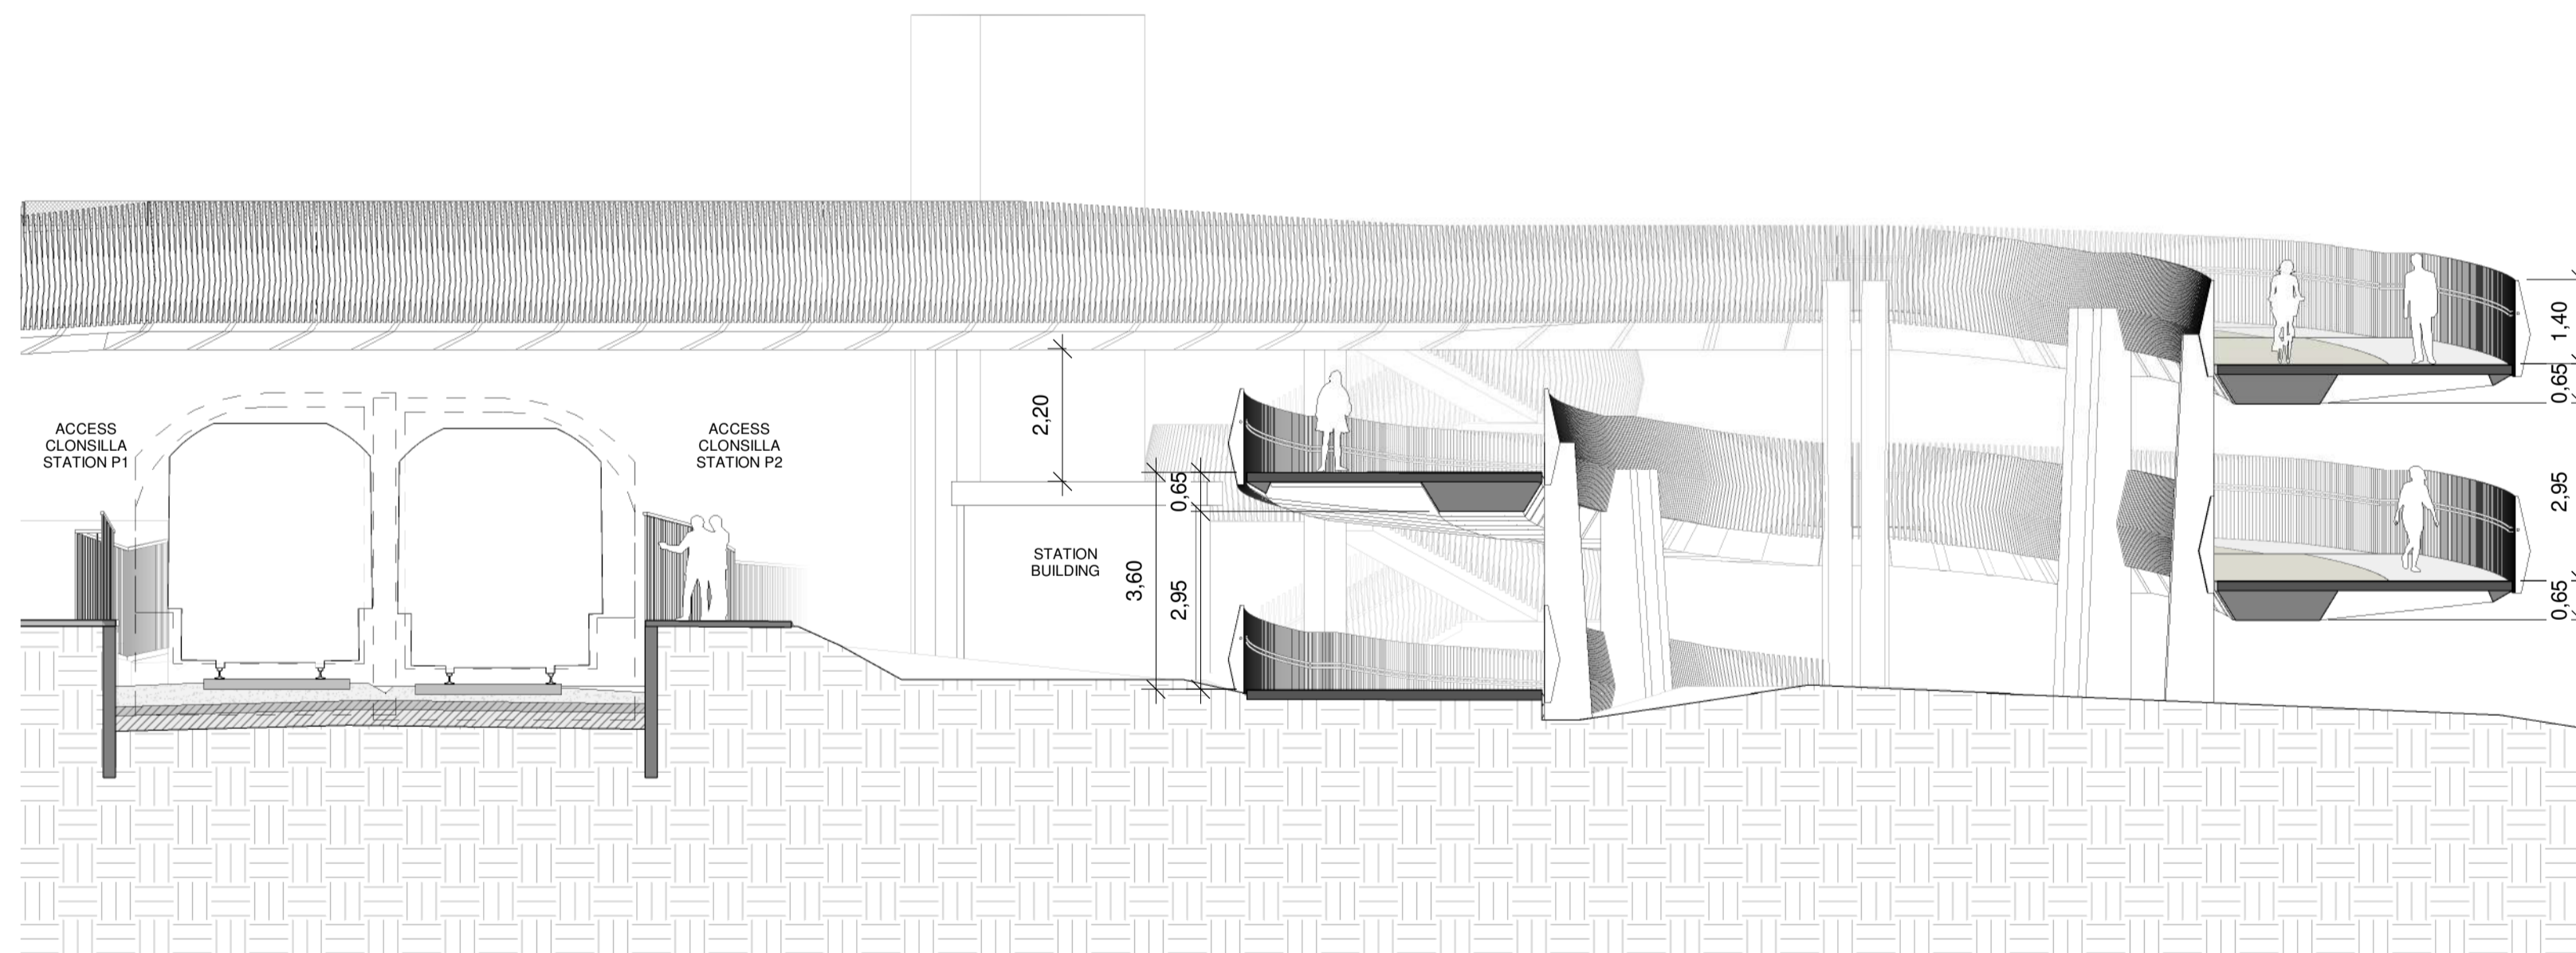 ACCESS
CLONSILLA
STATION P1
ACCESS
CLONSILLA
STATION P2
2,20
STATION
BUILDING
3,60
0,65
2,95
1,40
0,65
2,95
0,65